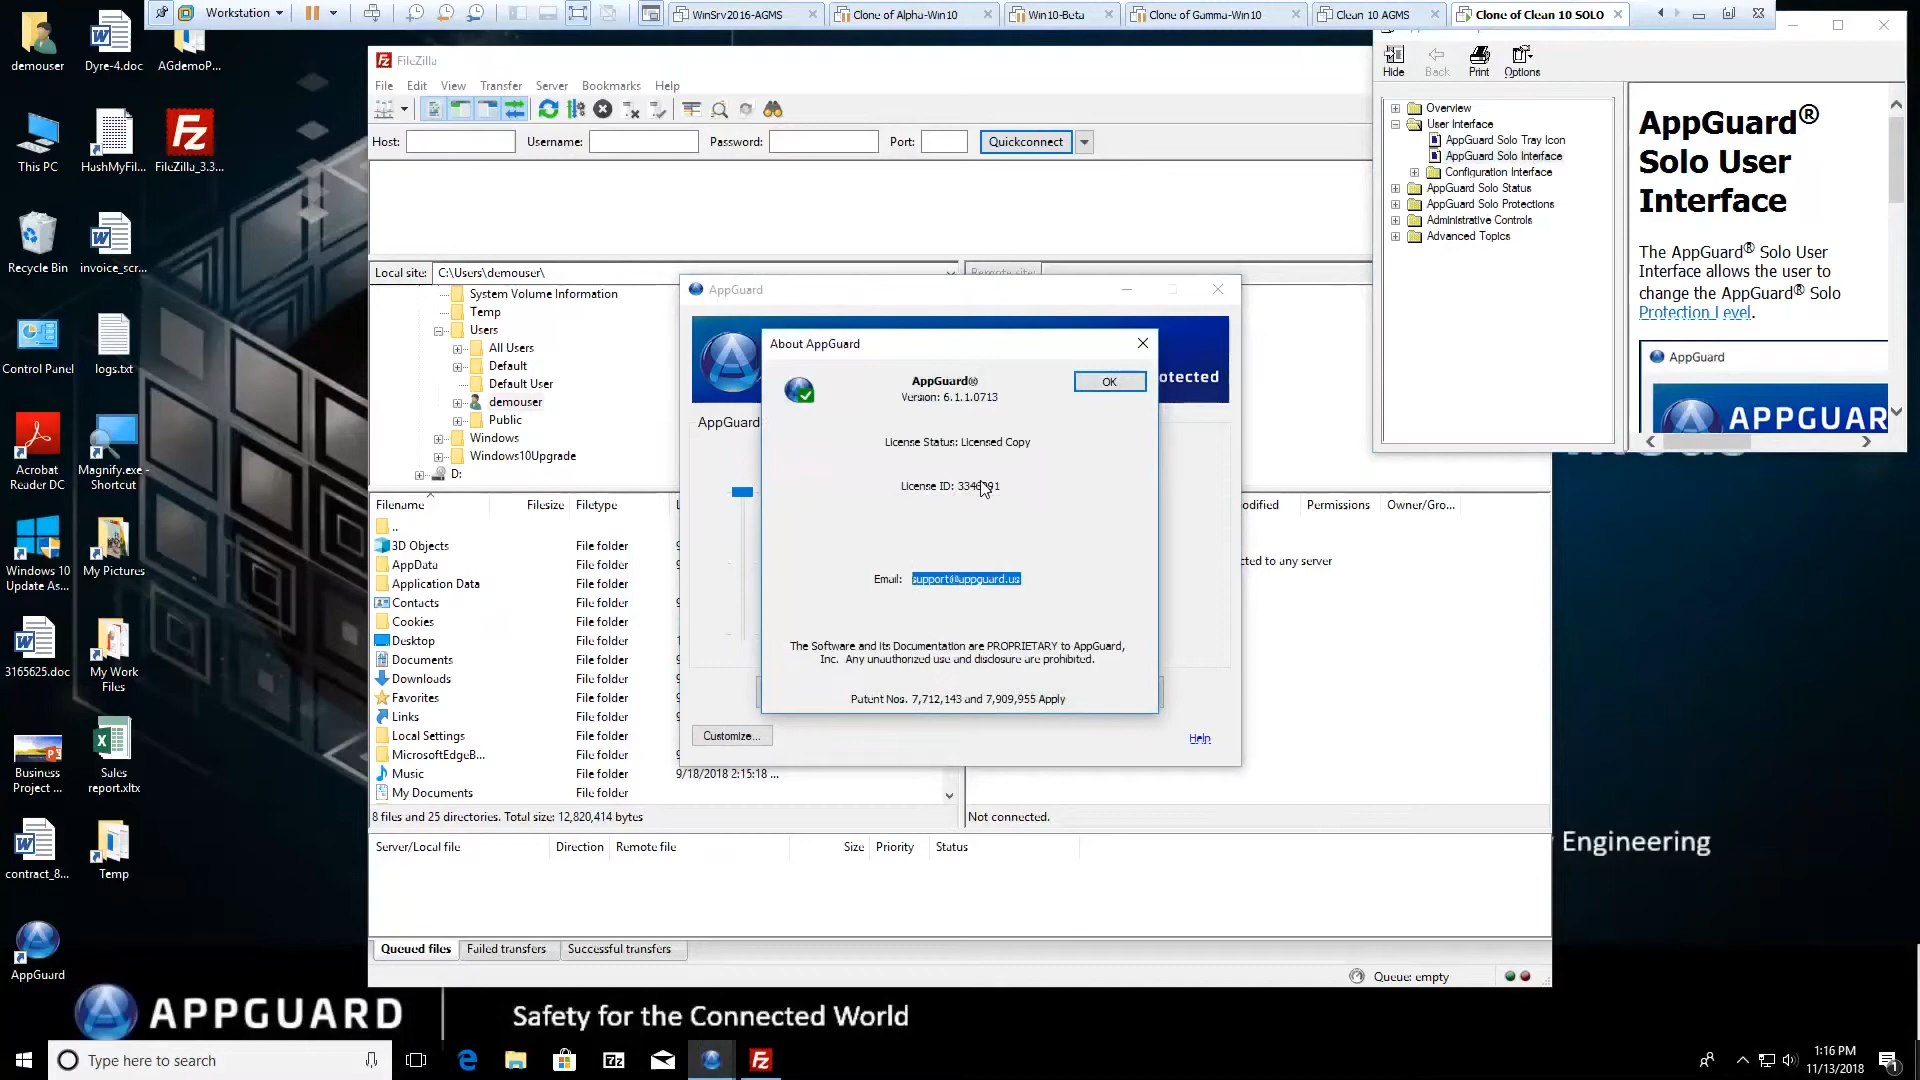 Workstation
WinSrv2016-AGMS
Clone of Alpha-Win10
Win10-Beta
Clone of Gamma-Win10
Clean 10 AGMS
Clone of Clean 10 SOLO
demouser
Dyre-4.doc
AGdemoP...
This PC
HashMyFil...
FileZilla_3.3...
Recycle Bin
invoice_scr...
Control Panel
logs.txt
Acrobat Reader DC
Magnify.exe - Shortcut
Windows 10 Update As...
My Pictures
3165625.doc
My Work Files
Business Project ...
Sales report.xltx
contract_8...
Temp
AppGuard
FileZilla
File Edit View Transfer Server Bookmarks Help
Host: Username: Password: Port: Quickconnect
Local site: C:\Users\demouser\
Remote site:
System Volume Information
Temp
Users
All Users
Default
Default User
demouser
Public
Windows
Windows10Upgrade
D:
Filename Filesize Filetype
..
3D Objects File folder
AppData File folder
Application Data File folder
Contacts File folder
Cookies File folder
Desktop File folder
Documents File folder
Downloads File folder
Favorites File folder
Links File folder
Local Settings File folder
MicrosoftEdgeB... File folder
Music File folder 9/18/2018 2:15:18 ...
My Documents File folder
8 files and 25 directories. Total size: 12,820,414 bytes
odified Permissions Owner/Gro...
cted to any server
Not connected.
Server/Local file Direction Remote file Size Priority Status
Queued files Failed transfers Successful transfers
Queue: empty
AppGuard
otected
AppGuard
Customize...
Help
About AppGuard
AppGuard®
OK
Version: 6.1.1.0713
License Status: Licensed Copy
License ID:
Email: support@appguard.us
The Software and its Documentation are PROPRIETARY to AppGuard,
Inc. Any unauthorized use and disclosure are prohibited.
Patent Nos. 7,712,143 and 7,909,955 Apply
Hide Back Print Options
Overview
User Interface
AppGuard Solo Tray Icon
AppGuard Solo Interface
Configuration Interface
AppGuard Solo Status
AppGuard Solo Protections
Administrative Controls
Advanced Topics
AppGuard®
Solo User
Interface
The AppGuard® Solo User
Interface allows the user to
change the AppGuard® Solo
Protection Level.
AppGuard
APPGUAR
Engineering
APPGUARD
Safety for the Connected World
Type here to search
1:16 PM
11/13/2018
1